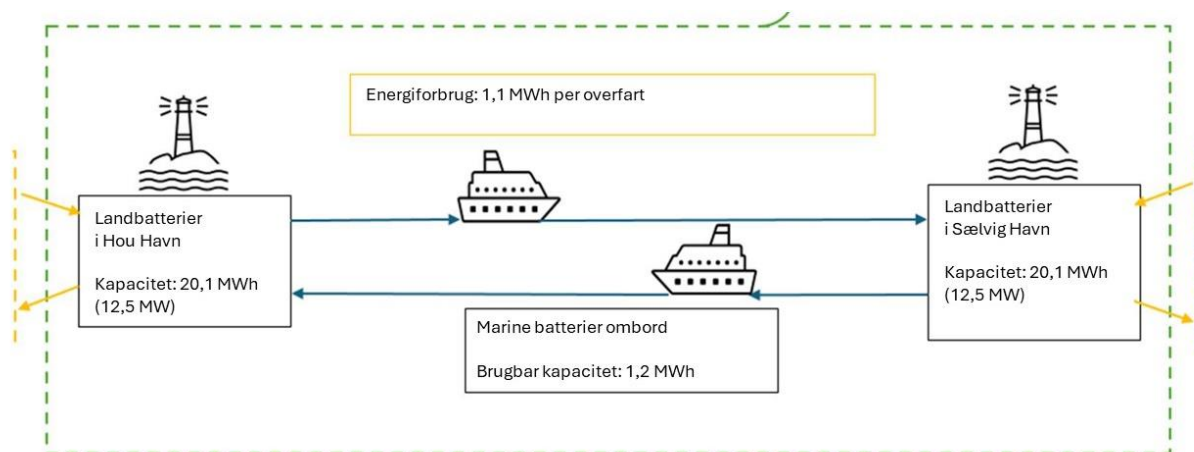 Energiforbrug: 1,1 MWh per overfart
Landbatterier
i Hou Havn
Kapacitet: 20,1 MWh
(12,5 MW)
Landbatterier
i Sælvig Havn
Kapacitet: 20,1 MWh
(12,5 MW)
Marine batterier ombord
Brugbar kapacitet: 1,2 MWh